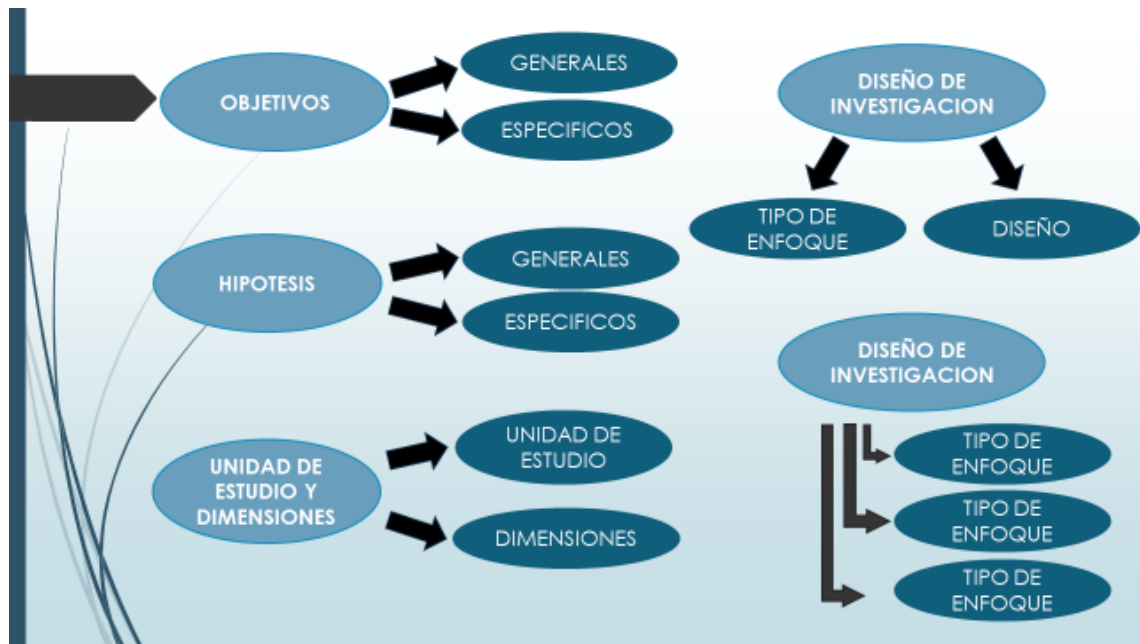 OBJETIVOS
GENERALES
ESPECIFICOS
HIPOTESIS
GENERALES
ESPECIFICOS
UNIDAD DE
ESTUDIO Y
DIMENSIONES
UNIDAD DE
ESTUDIO
DIMENSIONES
DISEÑO DE
INVESTIGACION
TIPO DE
ENFOQUE
DISEÑO
DISEÑO DE
INVESTIGACION
TIPO DE
ENFOQUE
TIPO DE
ENFOQUE
TIPO DE
ENFOQUE